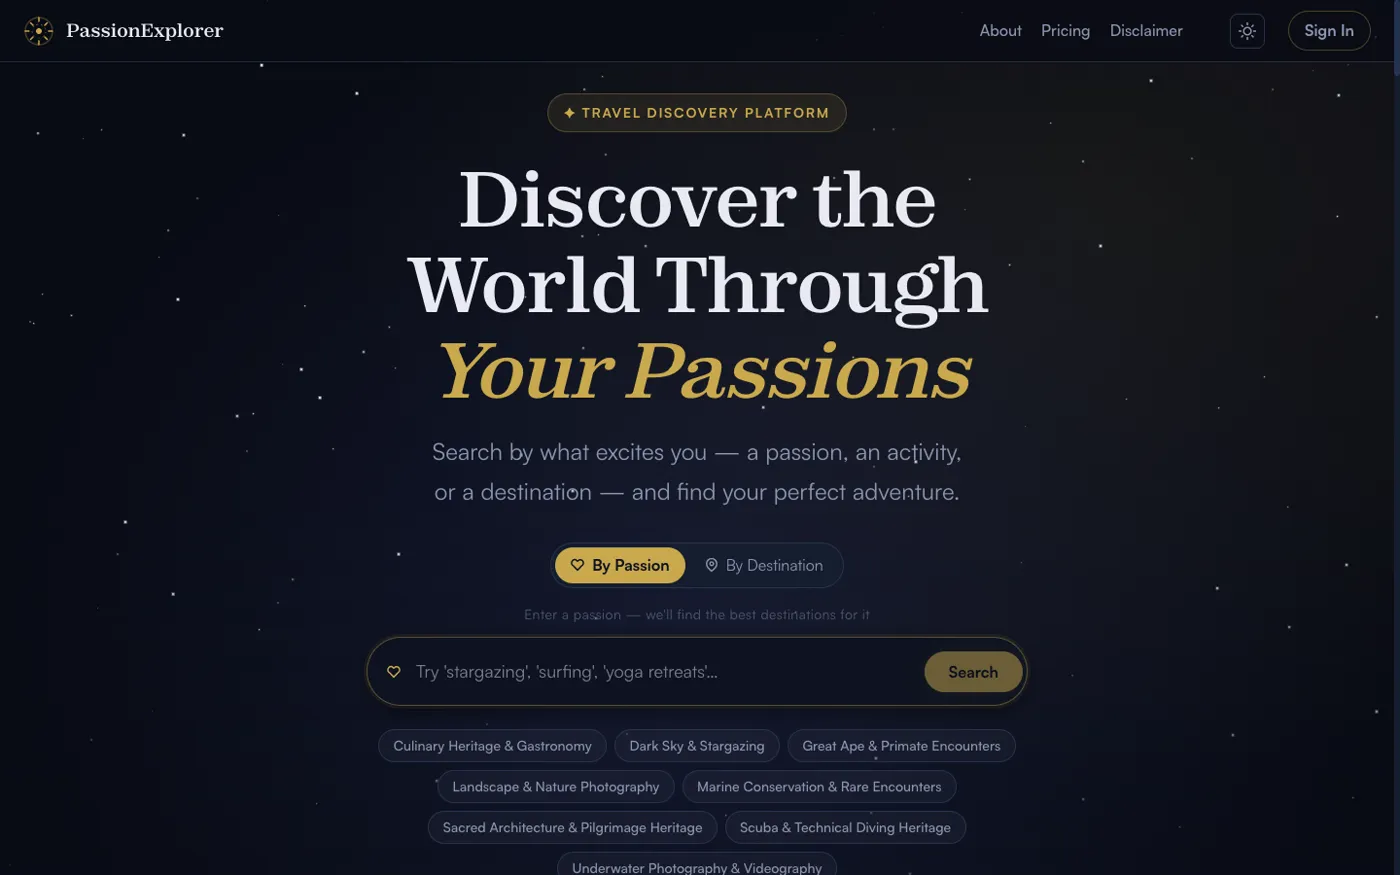 PassionExplorer
About Pricing Disclaimer Sign In
✦ TRAVEL DISCOVERY PLATFORM
Discover the
World Through
Your Passions
Search by what excites you — a passion, an activity,
or a destination — and find your perfect adventure.
By Passion By Destination
Enter a passion — we'll find the best destinations for it
Try 'stargazing', 'surfing', 'yoga retreats'... Search
Culinary Heritage & Gastronomy Dark Sky & Stargazing Great Ape & Primate Encounters
Landscape & Nature Photography Marine Conservation & Rare Encounters
Sacred Architecture & Pilgrimage Heritage Scuba & Technical Diving Heritage
Underwater Photography & Videography